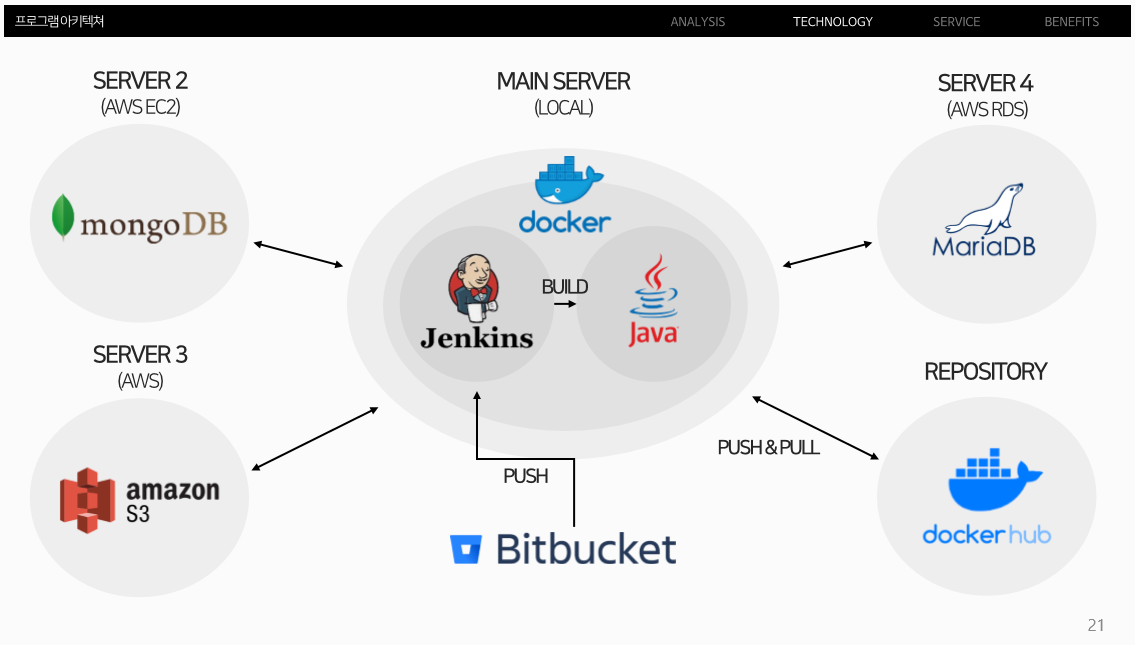 프로그램아키텍쳐
ANALYSIS
TECHNOLOGY
SERVICE
BENEFITS
SERVER 2
(AWS EC2)
mongoDB
MAIN SERVER
(LOCAL)
docker
Jenkins
BUILD
Java
SERVER 4
(AWS RDS)
MariaDB
SERVER 3
(AWS)
amazon
S3
PUSH
Bitbucket
PUSH & PULL
REPOSITORY
dockerhub
21